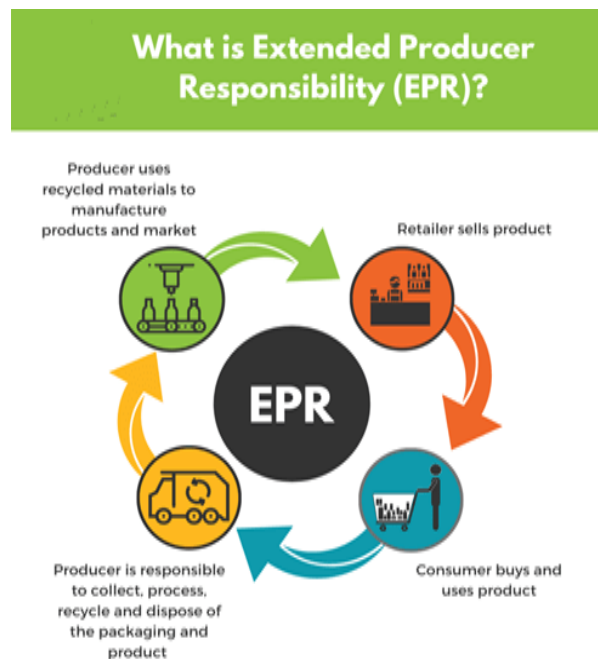 What is Extended Producer
Responsibility (EPR)?
Producer uses
recycled materials to
manufacture
products and market
Retailer sells product
EPR
Consumer buys and
uses product
Producer is responsible
to collect, process,
recycle and dispose of
the packaging and
product